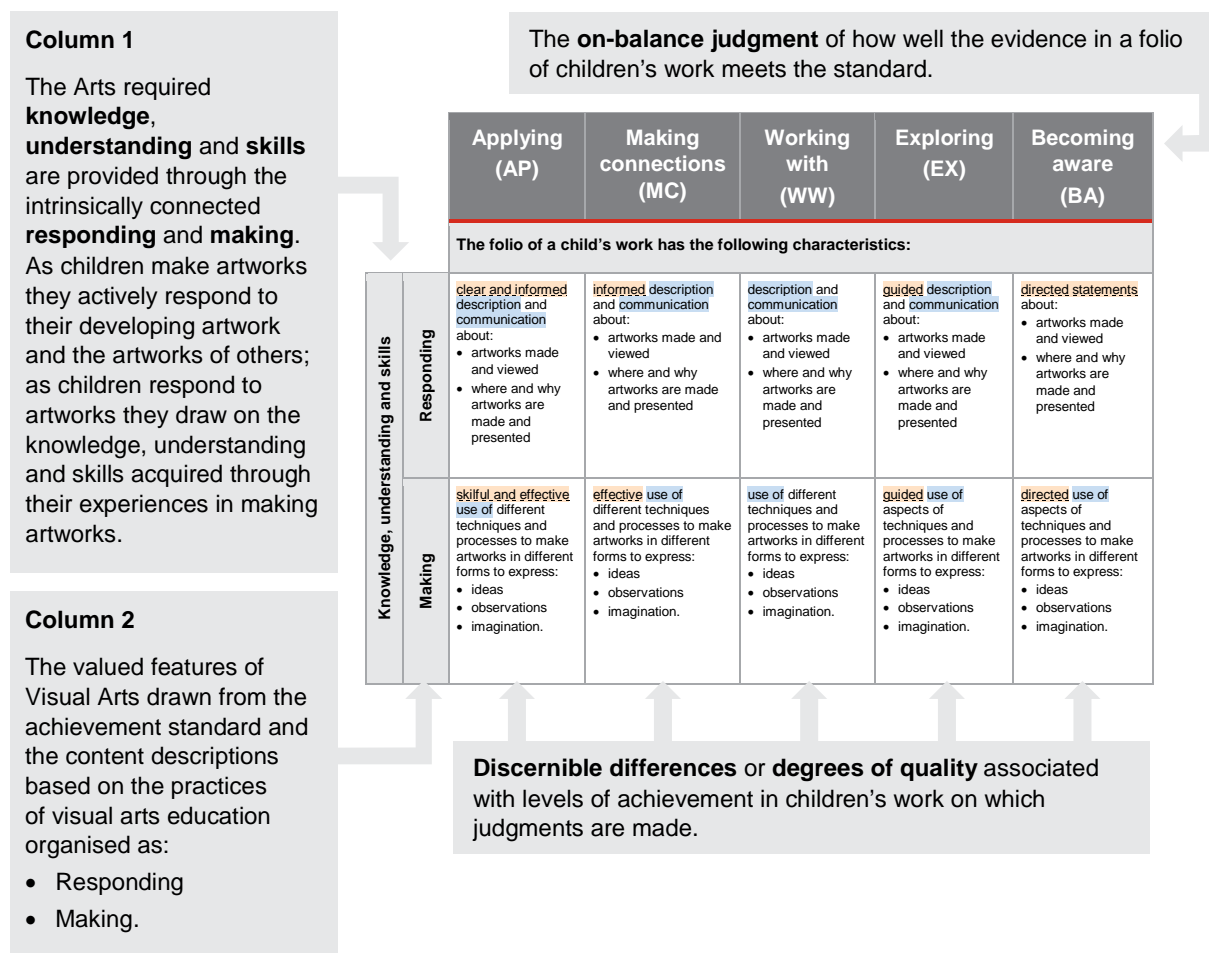 Column 1
The Arts required
knowledge,
understanding and skills
are provided through the
intrinsically connected
responding and making.
As children make artworks
they actively respond to
their developing artwork
and the artworks of others;
as children respond to
artworks they draw on the
knowledge, understanding
and skills acquired through
their experiences in making
artworks.
Column 2
The valued features of
Visual Arts drawn from the
achievement standard and
the content descriptions
based on the practices
of visual arts education
organised as:
• Responding
• Making.
The on-balance judgment of how well the evidence in a folio
of children's work meets the standard.
Applying
(AP)
Making
connections
(MC)
Working
with
(WW)
Exploring
(EX)
Becoming
aware
(BA)
The folio of a child's work has the following characteristics:
Knowledge, understanding and skills
Responding
clear and informed
description and
communication
about:
• artworks made
and viewed
• where and why
artworks are
made and
presented
informed description
and communication
about:
• artworks made and
viewed
• where and why
artworks are made
and presented
description and
communication
about:
• artworks made
and viewed
• where and why
artworks are
made and
presented
guided description
and communication
about:
• artworks made
and viewed
• where and why
artworks are
made and
presented
directed statements
about:
• artworks made
and viewed
• where and why
artworks are
made and
presented
Making
skilful and effective
use of different
techniques and
processes to make
artworks in different
forms to express:
• ideas
• observations
• imagination.
effective use of
different techniques
and processes to make
artworks in different
forms to express:
• ideas
• observations
• imagination.
use of different
techniques and
processes to make
artworks in different
forms to express:
• ideas
• observations
• imagination.
guided use of
aspects of
techniques and
processes to make
artworks in different
forms to express:
• ideas
• observations
• imagination.
directed use of
aspects of
techniques and
processes to make
artworks in different
forms to express:
• ideas
• observations
• imagination.
Discernible differences or degrees of quality associated
with levels of achievement in children's work on which
judgments are made.